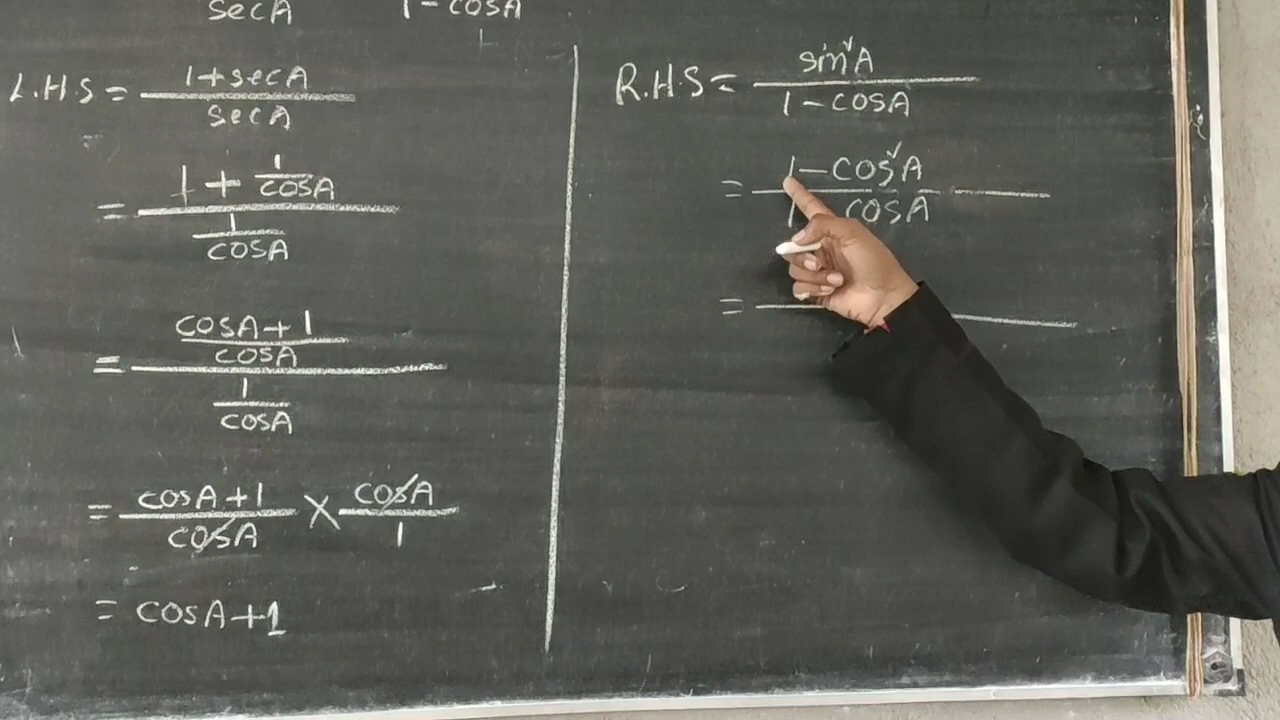 secA    1 - cosA
L.H.S = (1 + secA) / secA
= (1 + 1/cosA) / (1/cosA)
= ((cosA + 1)/cosA) / (1/cosA)
= (cosA + 1)/cosA × cosA/1
= cosA + 1
R.H.S = sin²A / (1 - cosA)
= (1 - cos²A) / (1 - cosA)
=